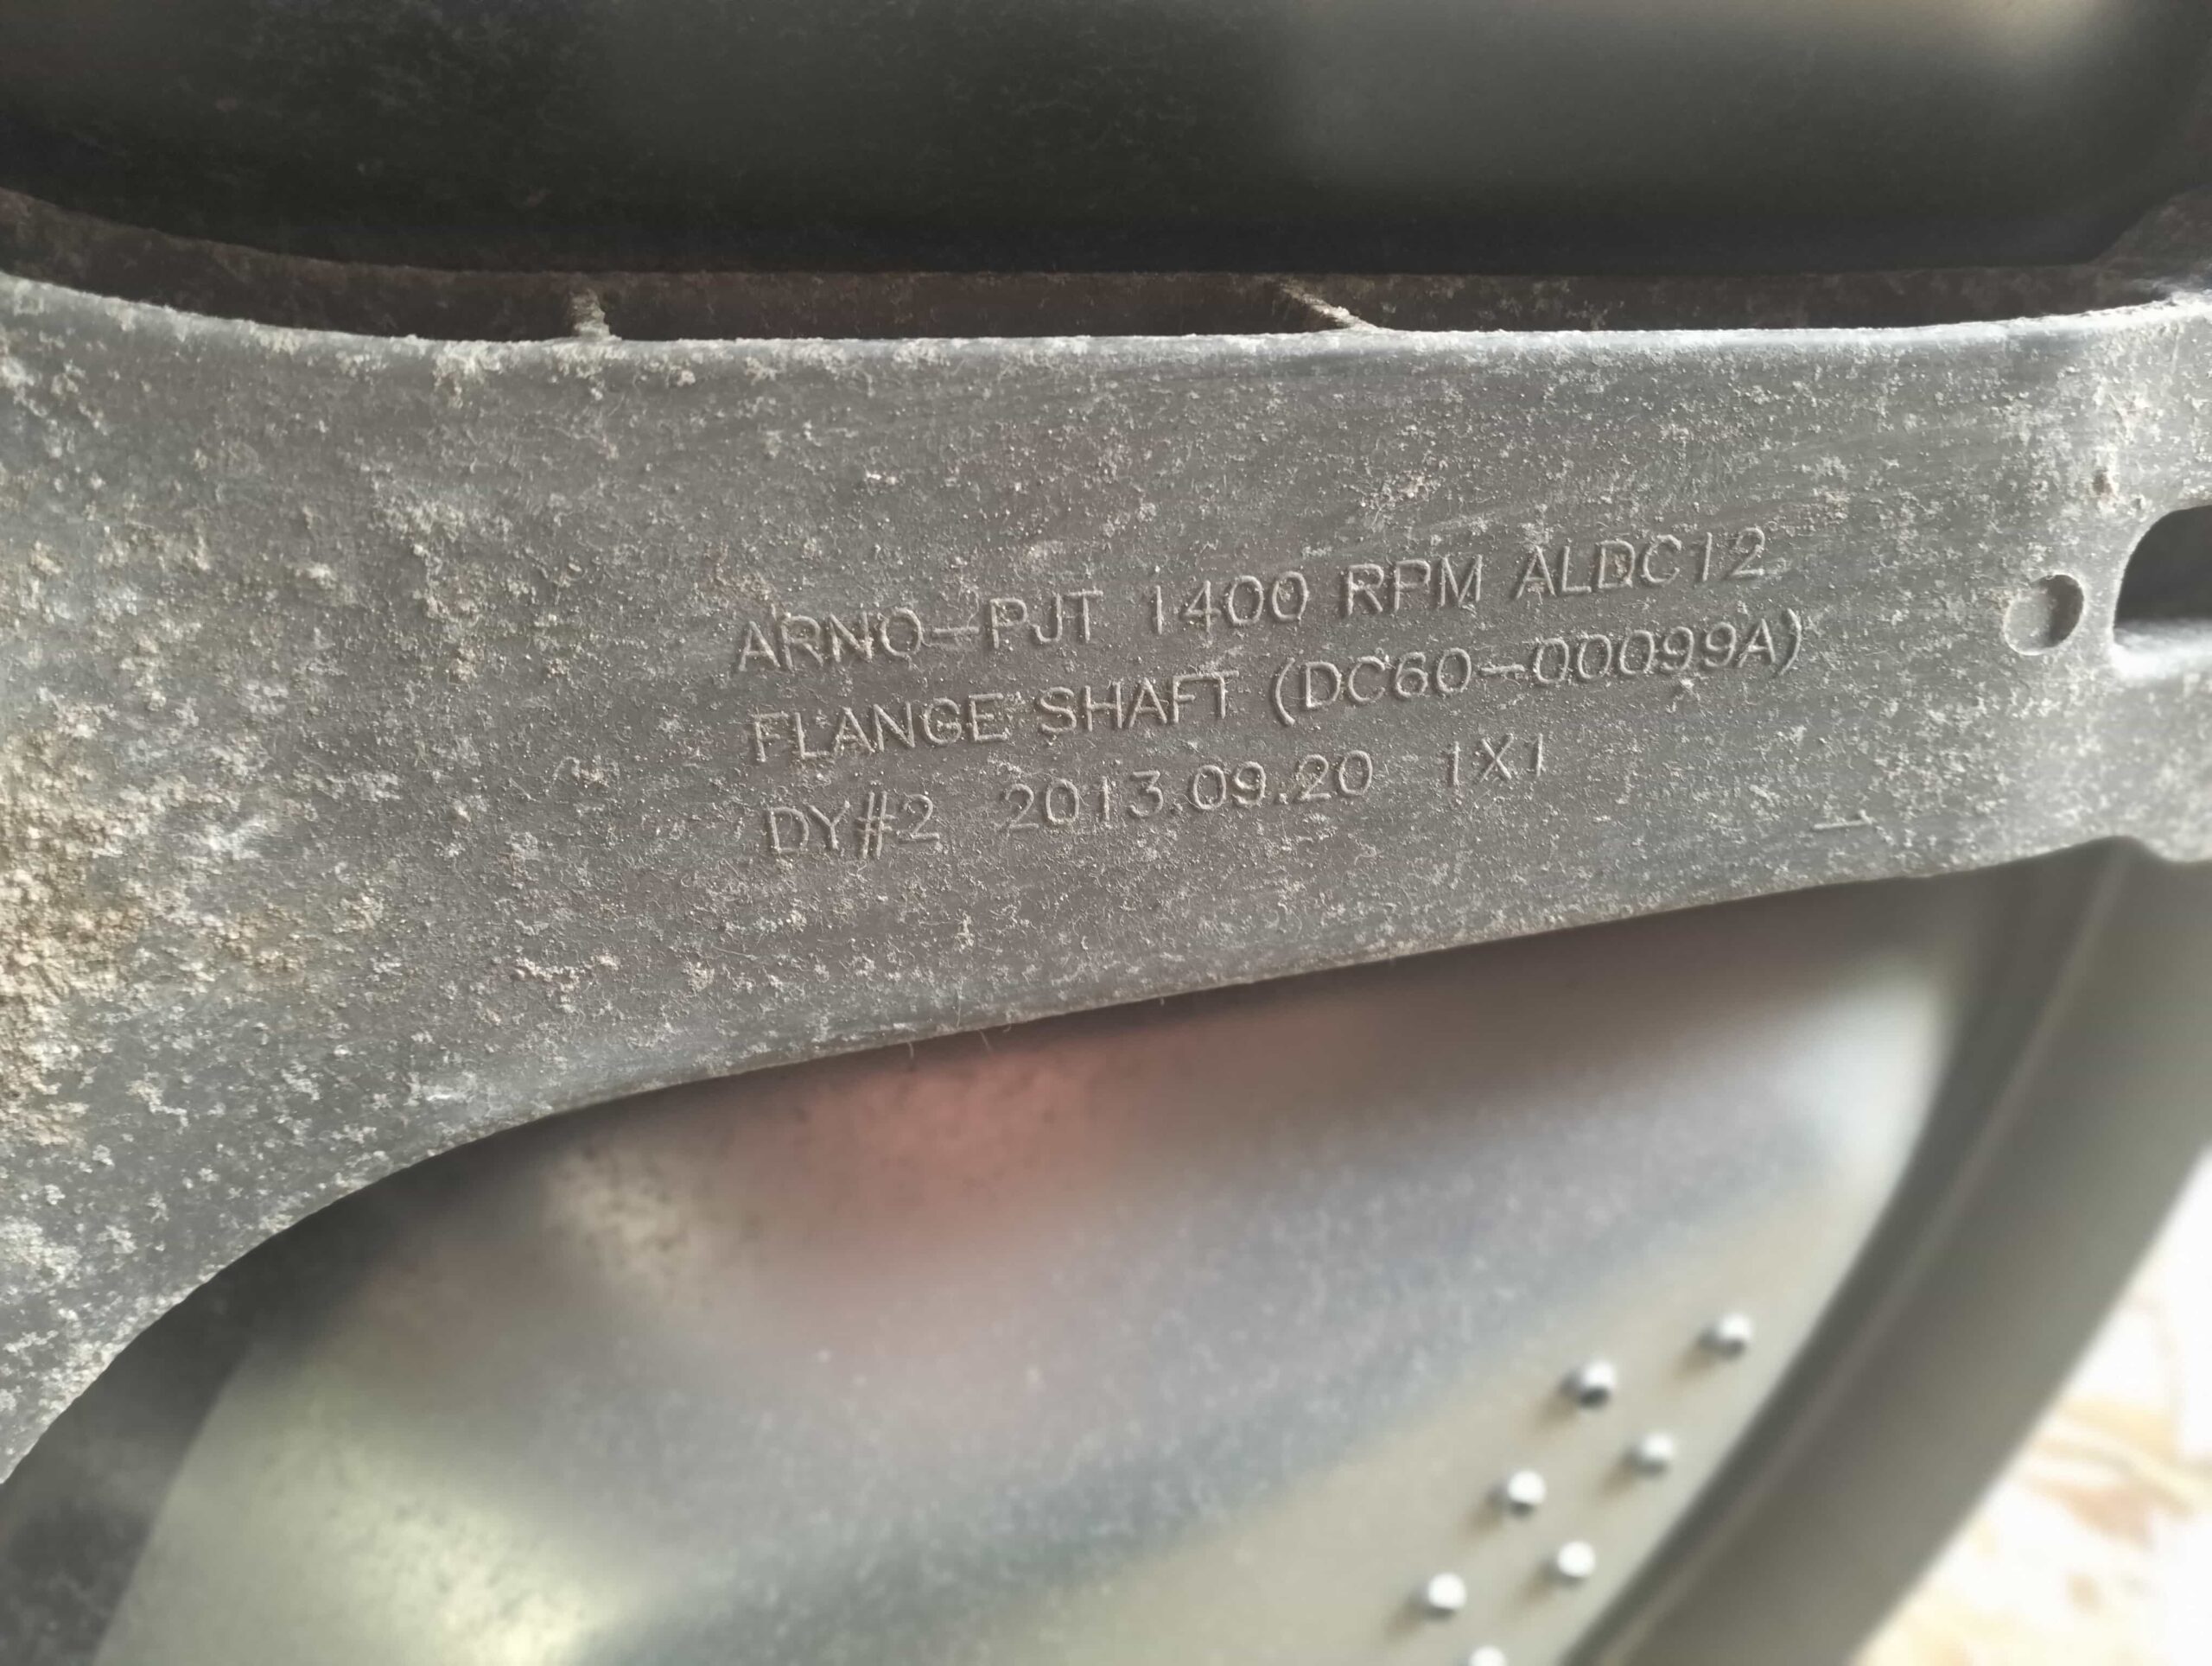 ARNO-PJT 1400 RPM ALDC12
FLANGE SHAFT (DC60-00099A)
DY#2 2013.09.20 1X1